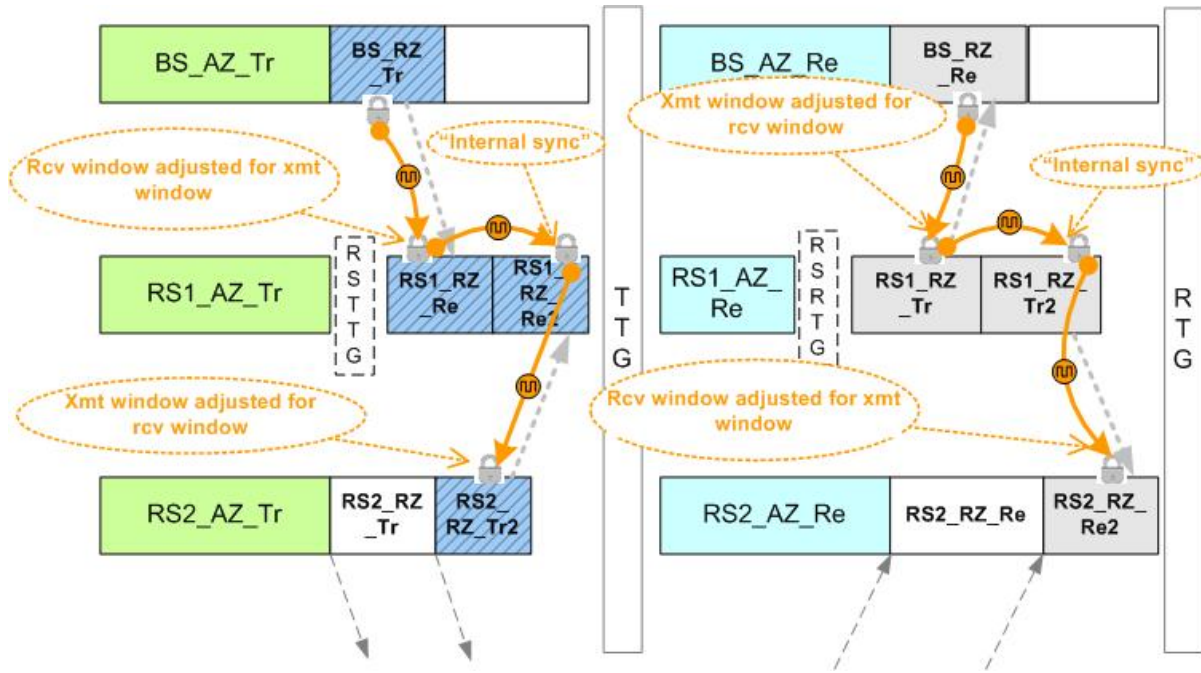 BS_AZ_Tr
BS_RZ
_Tr
BS_AZ_Re
BS_RZ
_Re
Rcv window adjusted for xmt
window
“Internal sync”
Xmt window adjusted for
rcv window
“Internal sync”
RS1_AZ_Tr
R
S
T
T
G
RS1_RZ
_Re
RS1_
RZ_
Re2
T
T
G
RS1_AZ_
Re
R
S
R
T
G
RS1_RZ
_Tr
RS1_RZ_
Tr2
R
T
G
Xmt window adjusted for
rcv window
Rcv window adjusted for xmt
window
RS2_AZ_Tr
RS2_RZ
_Tr
RS2_
RZ_Tr2
RS2_AZ_Re
RS2_RZ_Re
RS2_RZ_
Re2